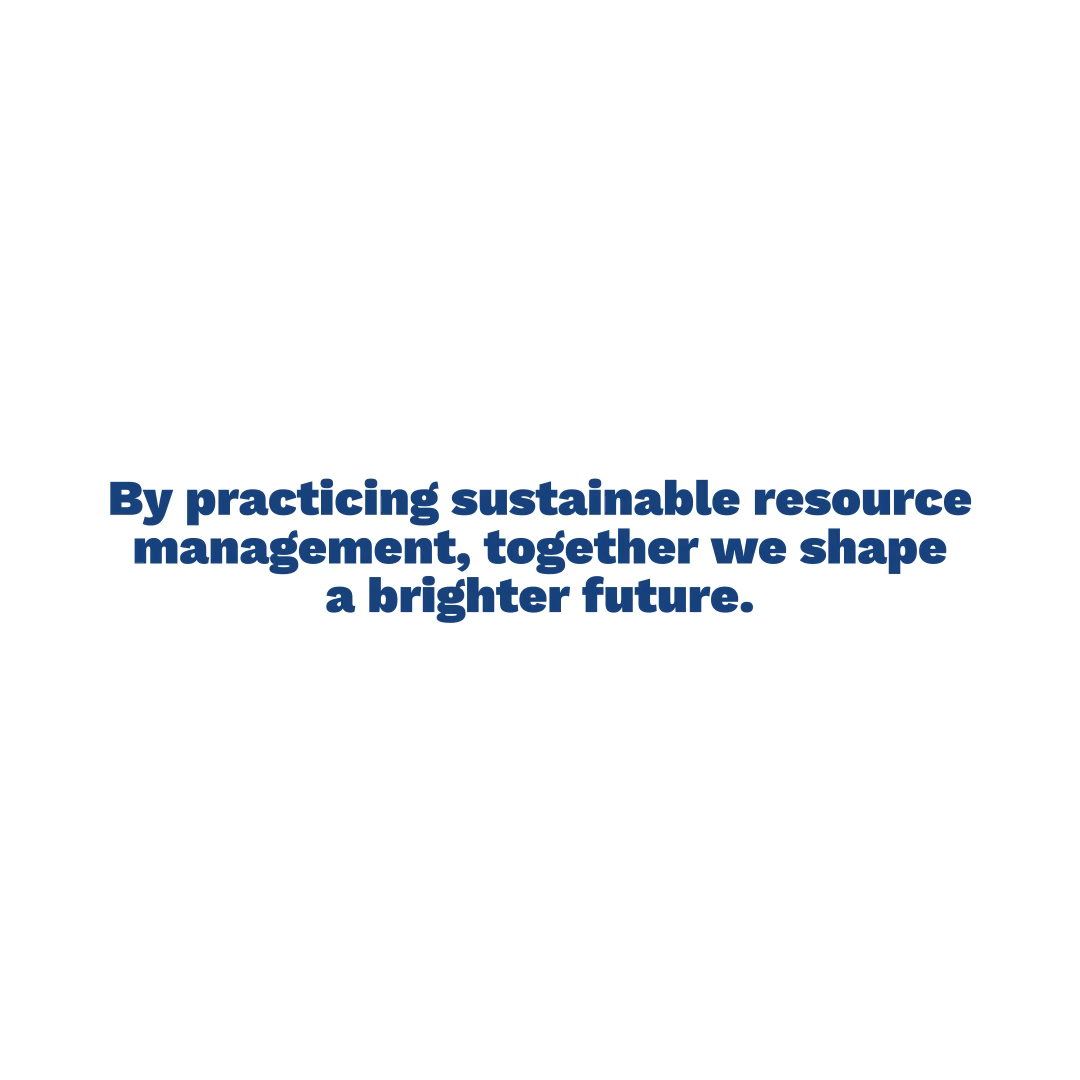 By practicing sustainable resource
management, together we shape
a brighter future.